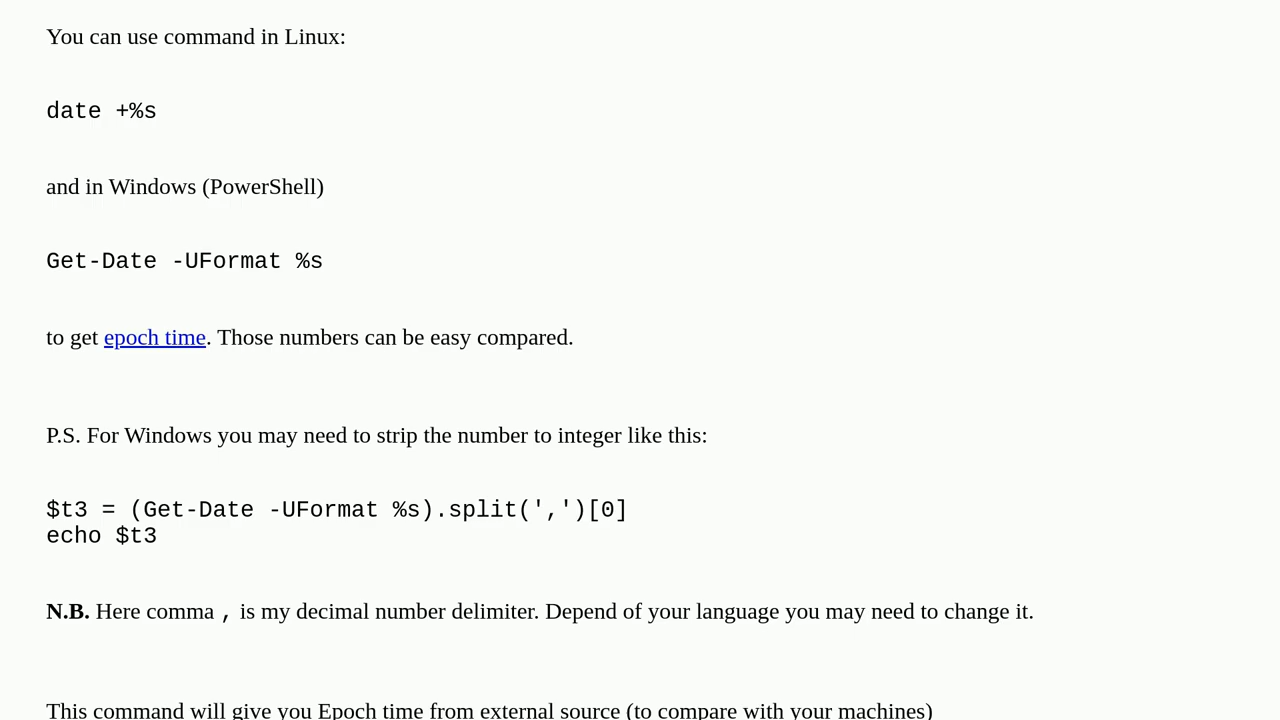 You can use command in Linux:
date +%s
and in Windows (PowerShell)
Get-Date -UFormat %s
to get epoch time. Those numbers can be easy compared.
P.S. For Windows you may need to strip the number to integer like this:
$t3 = (Get-Date -UFormat %s).split(',')[0]
echo $t3
N.B. Here comma , is my decimal number delimiter. Depend of your language you may need to change it.
This command will give you Epoch time from external source (to compare with your machines)